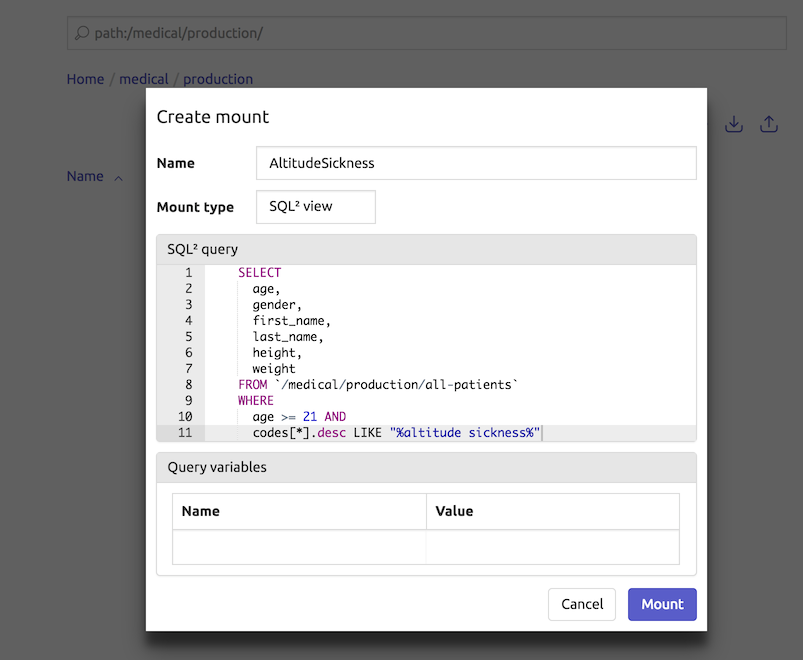 path:/medical/production/
Home / medical / production
Create mount
Name
Name AltitudeSickness
Mount type SQL² view
SQL² query
1 SELECT
2 age,
3 gender,
4 first_name,
5 last_name,
6 height,
7 weight
8 FROM `/medical/production/all-patients`
9 WHERE
10 age >= 21 AND
11 codes[*].desc LIKE "%altitude sickness%"
Query variables
Name Value
Cancel Mount